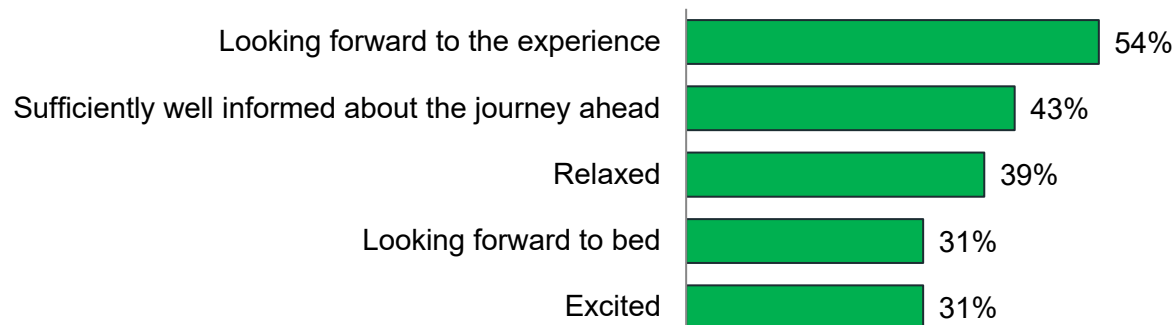 Looking forward to the experience 54%
Sufficiently well informed about the journey ahead 43%
Relaxed 39%
Looking forward to bed 31%
Excited 31%